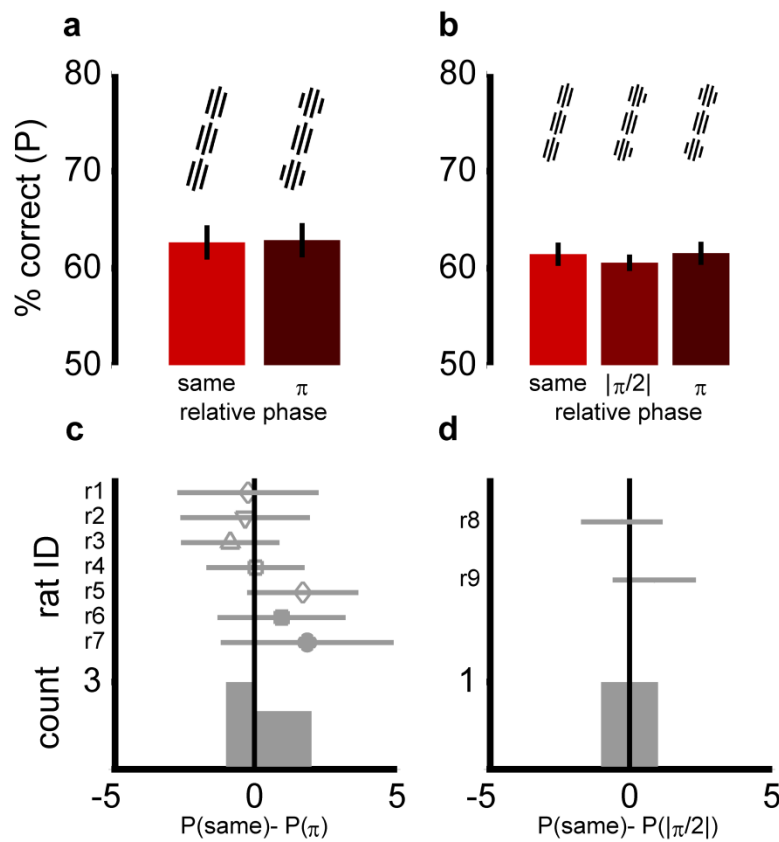 a
80
70
60
50
% correct (P)
same π
relative phase
b
80
70
60
50
same |π/2| π
relative phase
c
r1
r2
r3
r4
r5
r6
r7
rat ID
3
count
-5 0 5
P(same)- P(π)
d
r8
r9
1
-5 0 5
P(same)- P(|π/2|)